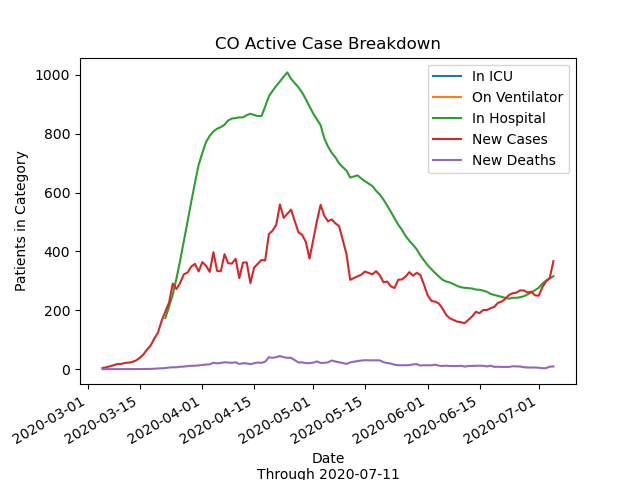 CO Active Case Breakdown
In ICU
On Ventilator
In Hospital
New Cases
New Deaths
Patients in Category
1000
800
600
400
200
0
2020-03-01
2020-03-15
2020-04-01
2020-04-15
2020-05-01
2020-05-15
2020-06-01
2020-06-15
2020-07-01
Date
Through 2020-07-11